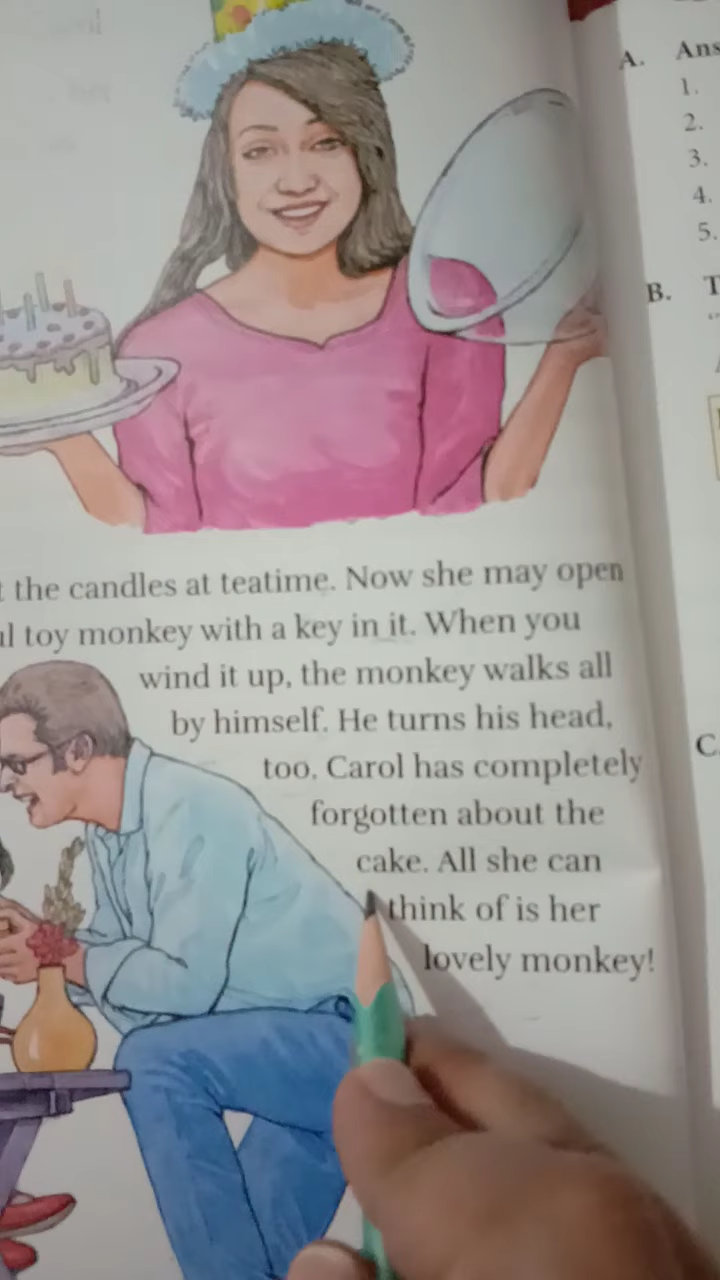 the candles at teatime. Now she may open
toy monkey with a key in it. When you
wind it up, the monkey walks all
by himself. He turns his head,
too. Carol has completely
forgotten about the
cake. All she can
think of is her
lovely monkey!
A.
1.
2.
3.
4.
5.
B.
C.